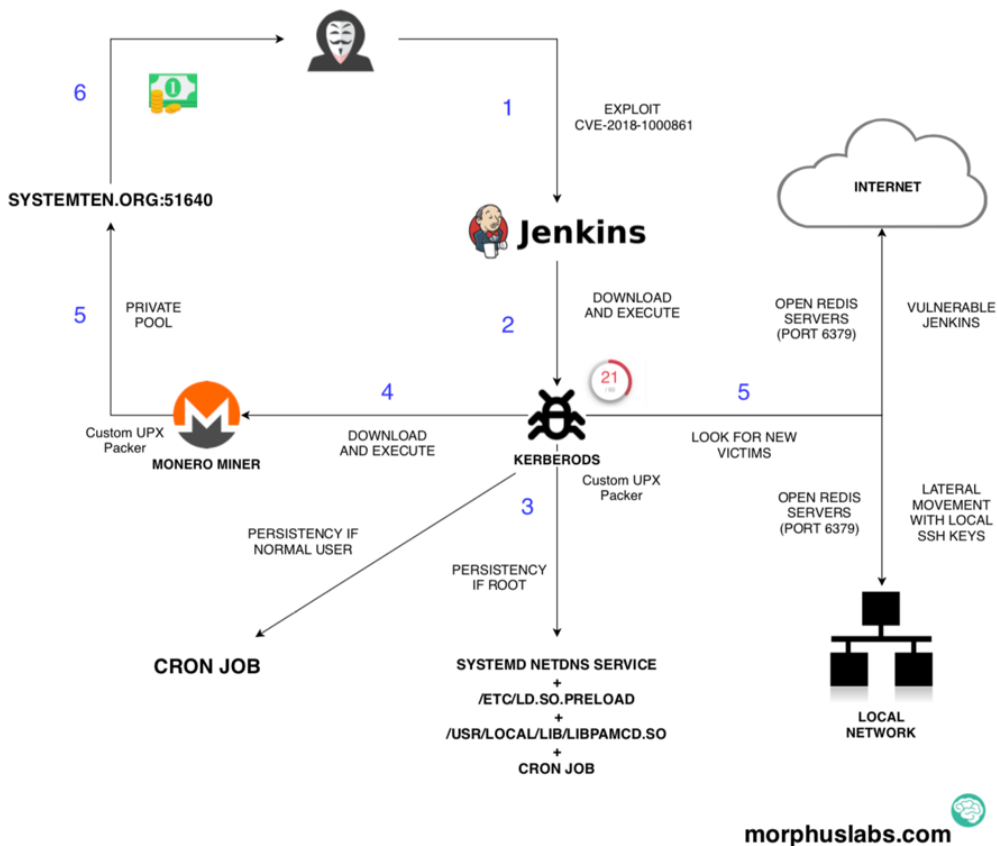 6
1
EXPLOIT
CVE-2018-1000861
SYSTEMTEN.ORG:51640
INTERNET
Jenkins
5
PRIVATE
POOL
2
DOWNLOAD
AND EXECUTE
OPEN REDIS
SERVERS
(PORT 6379)
VULNERABLE
JENKINS
21
4
5
Custom UPX
Packer
MONERO MINER
DOWNLOAD
AND EXECUTE
KERBERODS
Custom UPX
Packer
LOOK FOR NEW
VICTIMS
3
PERSISTENCY IF
NORMAL USER
PERSISTENCY
IF ROOT
OPEN REDIS
SERVERS
(PORT 6379)
LATERAL
MOVEMENT
WITH LOCAL
SSH KEYS
CRON JOB
SYSTEMD NETDNS SERVICE
+
/ETC/LD.SO.PRELOAD
+
/USR/LOCAL/LIB/LIBPAMCD.SO
+
CRON JOB
LOCAL
NETWORK
morphuslabs.com